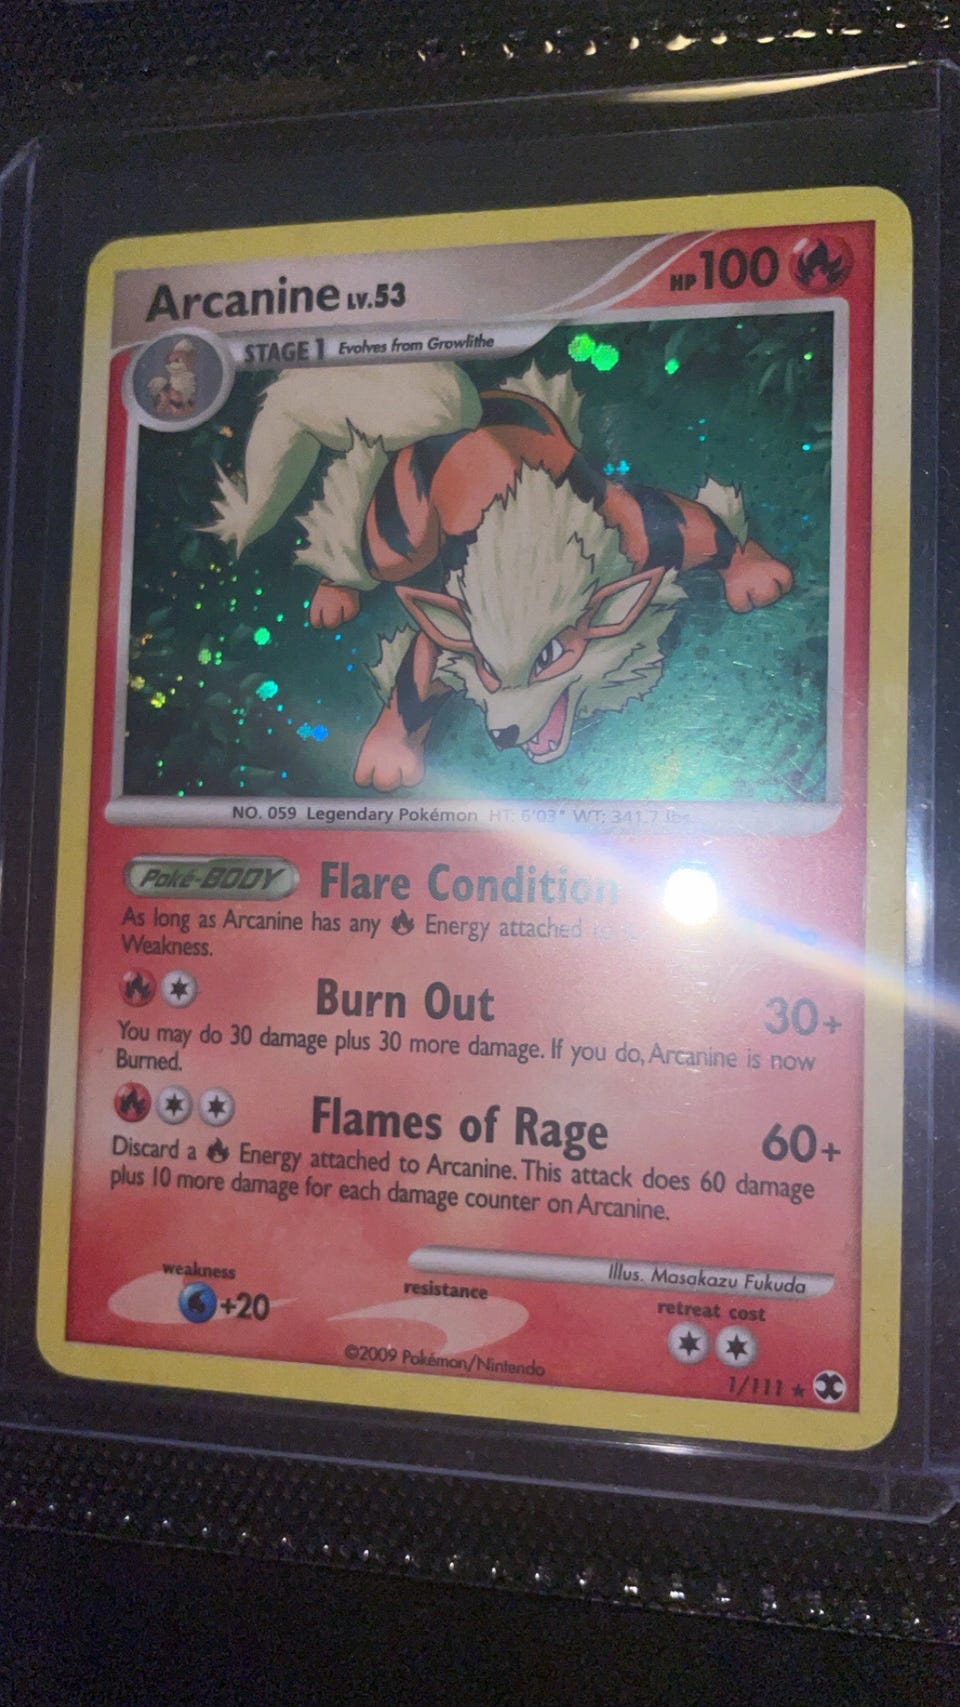 Arcanine LV.53
HP 100
STAGE 1 Evolves from Growlithe
NO. 059 Legendary Pokémon HT: 6'03" WT: 341.7 lbs.
Poké-BODY Flare Condition
As long as Arcanine has any Energy attached to it,
Weakness.
Burn Out 30+
You may do 30 damage plus 30 more damage. If you do, Arcanine is now
Burned.
Flames of Rage 60+
Discard a Energy attached to Arcanine. This attack does 60 damage
plus 10 more damage for each damage counter on Arcanine.
Illus. Masakazu Fukuda
weakness
+20
resistance
retreat cost
©2009 Pokémon/Nintendo
1/111